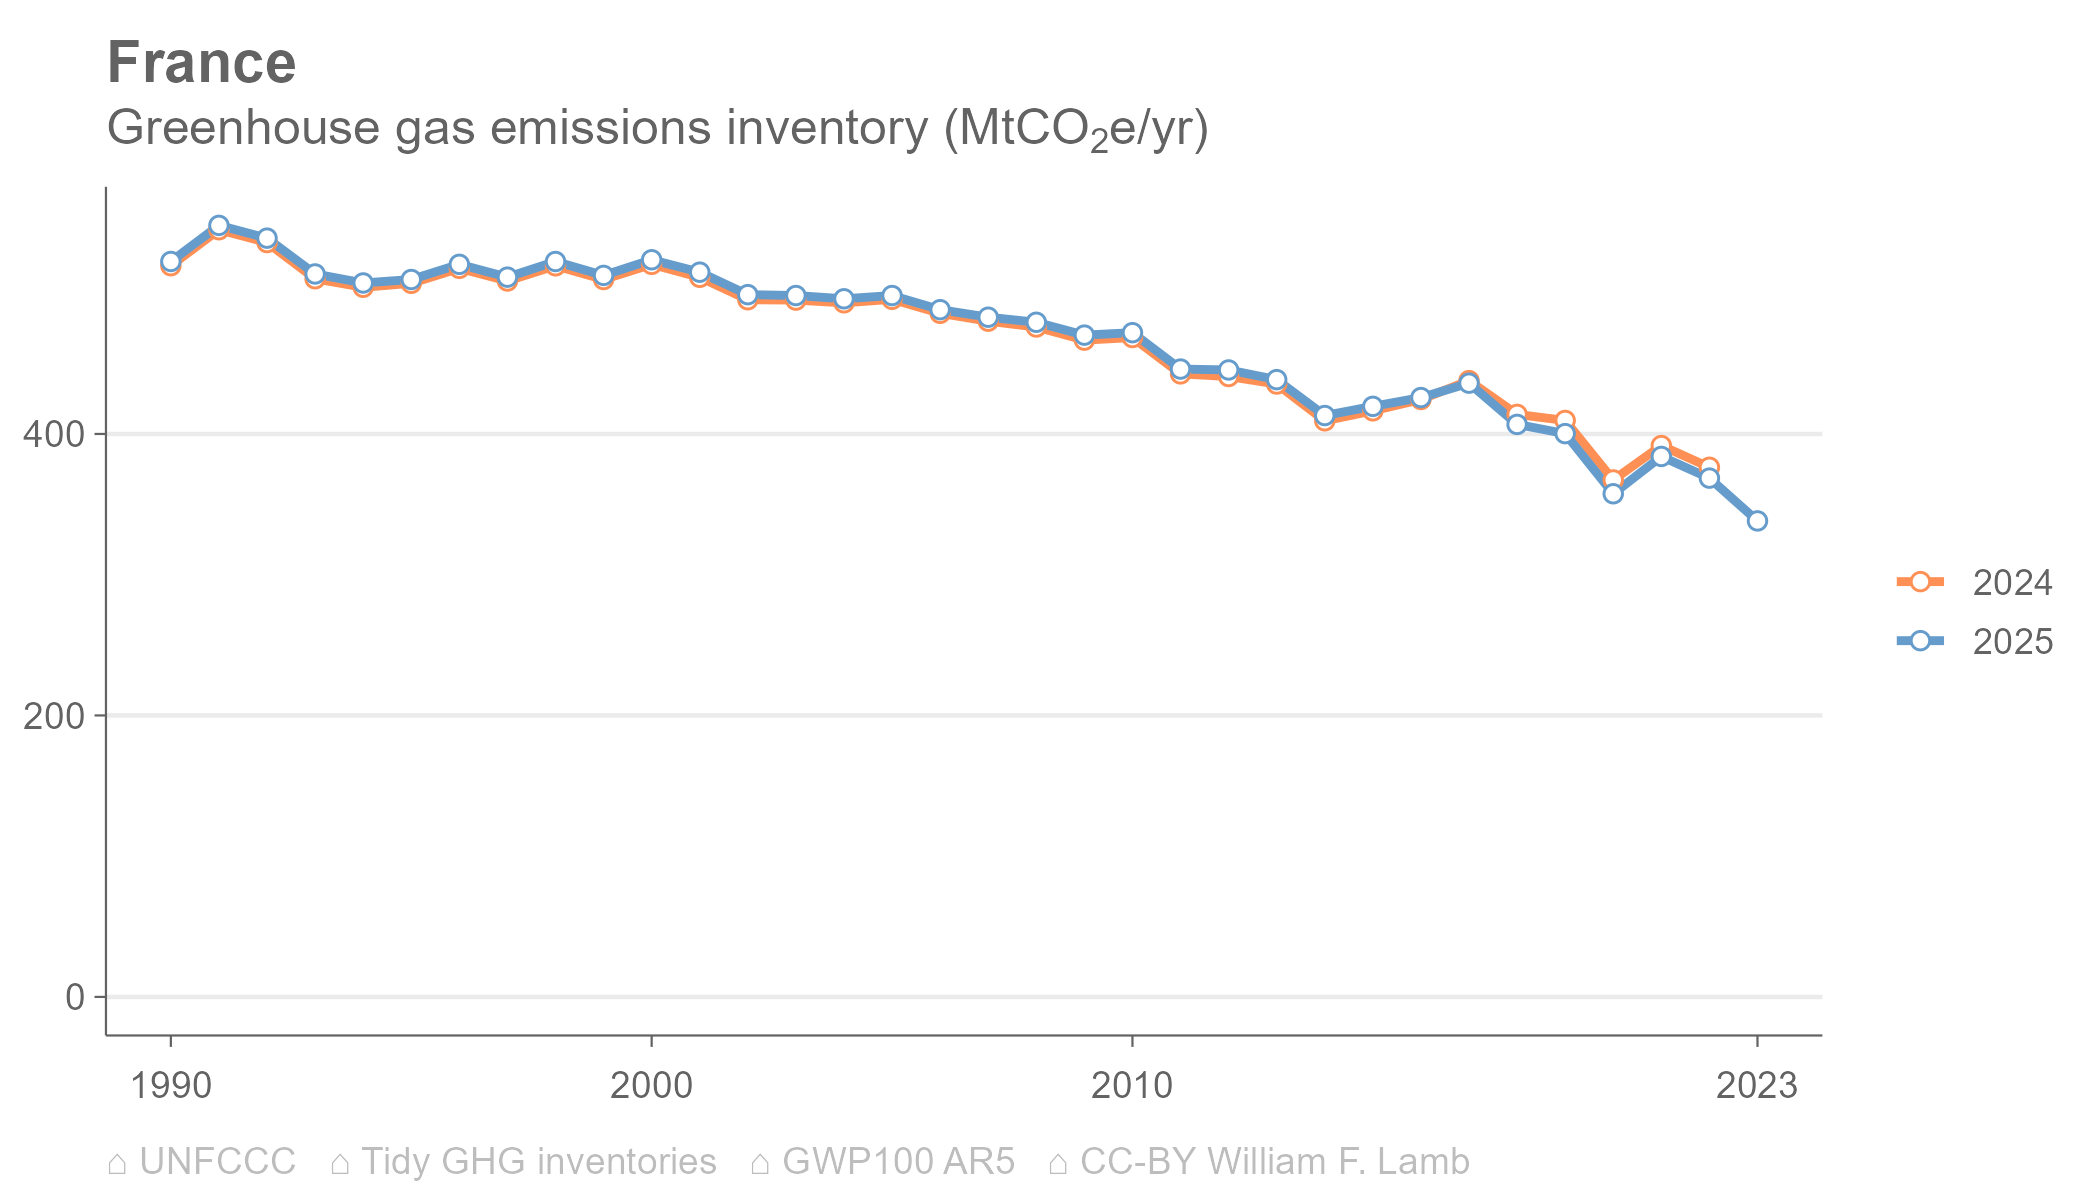 France
Greenhouse gas emissions inventory (MtCO₂e/yr)
400
200
0
1990 2000 2010 2023
2024
2025
⌂ UNFCCC ⌂ Tidy GHG inventories ⌂ GWP100 AR5 ⌂ CC-BY William F. Lamb